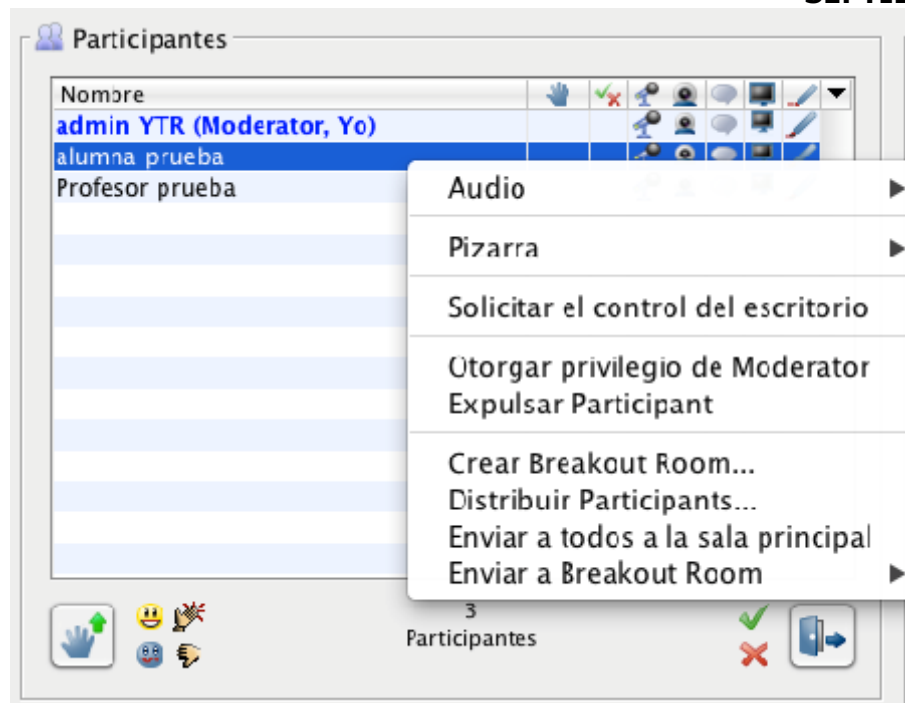 Participantes
Nombre
admin YTR (Moderator, Yo)
alumna prueba
Profesor prueba
Audio
Pizarra
Solicitar el control del escritorio
Otorgar privilegio de Moderator
Expulsar Participant
Crear Breakout Room...
Distribuir Participants...
Enviar a todos a la sala principal
Enviar a Breakout Room
3
Participantes